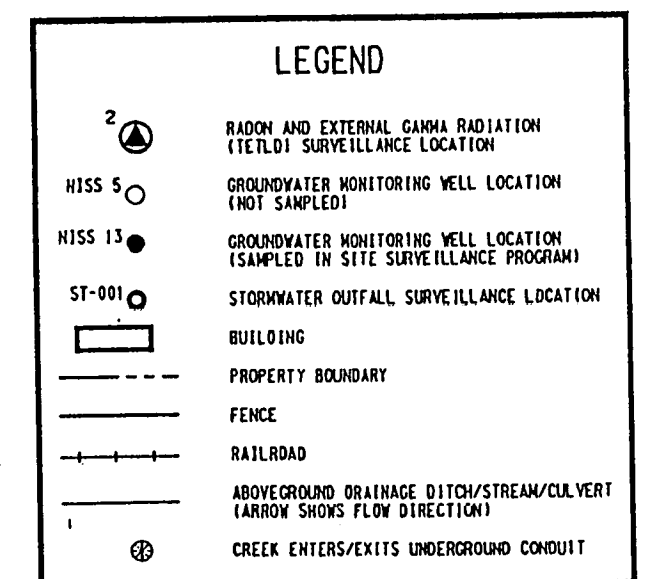 LEGEND
2
RADON AND EXTERNAL GAMMA RADIATION
(TETLD) SURVEILLANCE LOCATION
HISS 5
GROUNDWATER MONITORING WELL LOCATION
(NOT SAMPLED)
HISS 13
GROUNDWATER MONITORING WELL LOCATION
(SAMPLED IN SITE SURVEILLANCE PROGRAM)
ST-001
STORMWATER OUTFALL SURVEILLANCE LOCATION
BUILDING
PROPERTY BOUNDARY
FENCE
RAILROAD
ABOVEGROUND DRAINAGE DITCH/STREAM/CULVERT
(ARROW SHOWS FLOW DIRECTION)
CREEK ENTERS/EXITS UNDERGROUND CONDUIT